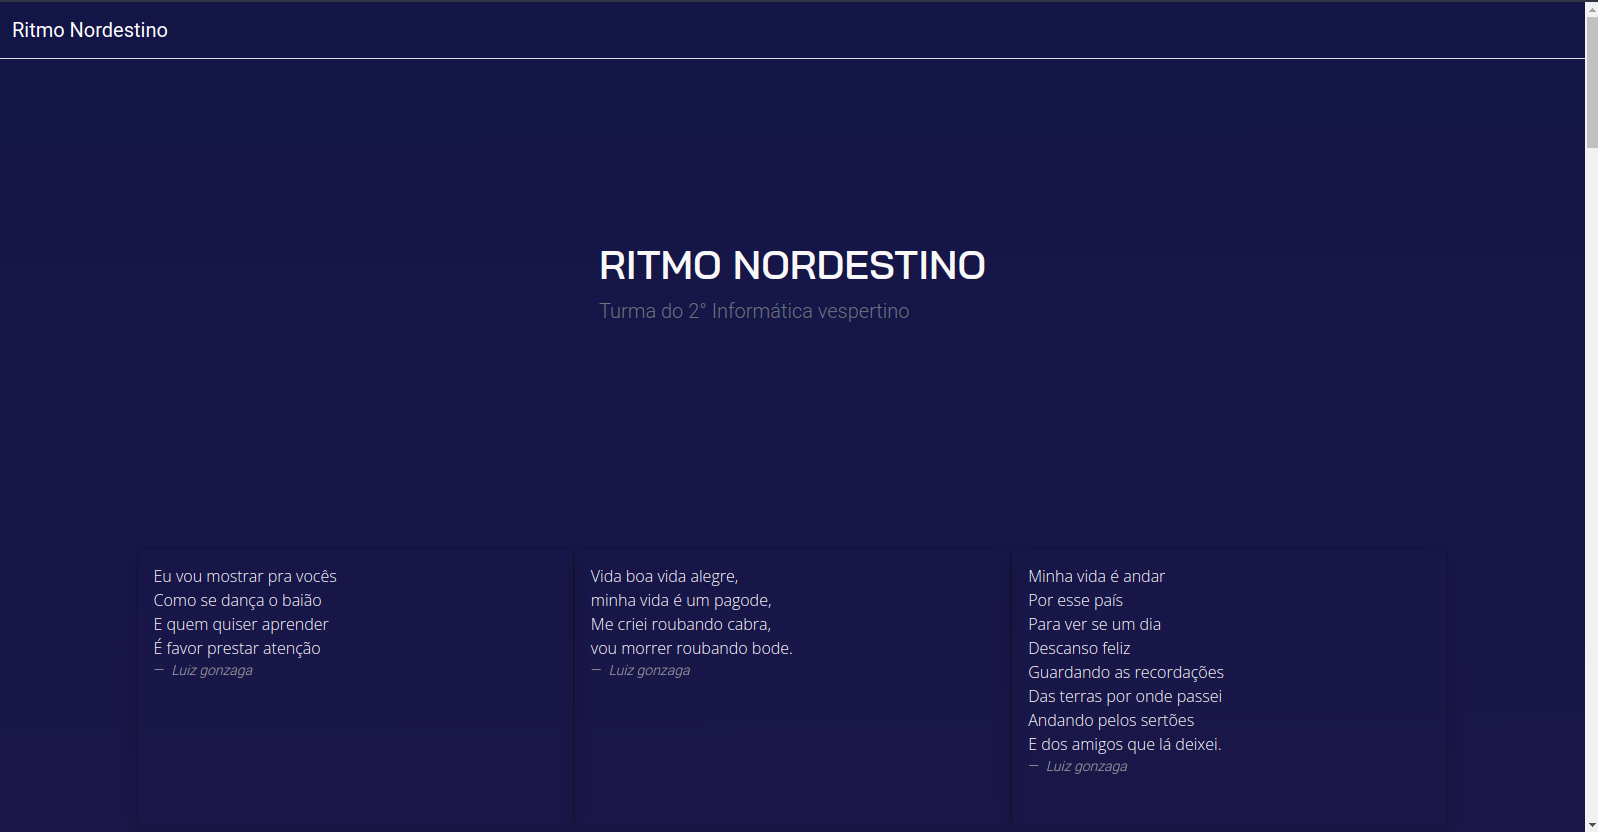 Ritmo Nordestino
RITMO NORDESTINO
Turma do 2° Informática vespertino
Eu vou mostrar pra vocês
Como se dança o baião
E quem quiser aprender
É favor prestar atenção
— Luiz gonzaga
Vida boa vida alegre,
minha vida é um pagode,
Me criei roubando cabra,
vou morrer roubando bode.
— Luiz gonzaga
Minha vida é andar
Por esse país
Para ver se um dia
Descanso feliz
Guardando as recordações
Das terras por onde passei
Andando pelos sertões
E dos amigos que lá deixei.
— Luiz gonzaga